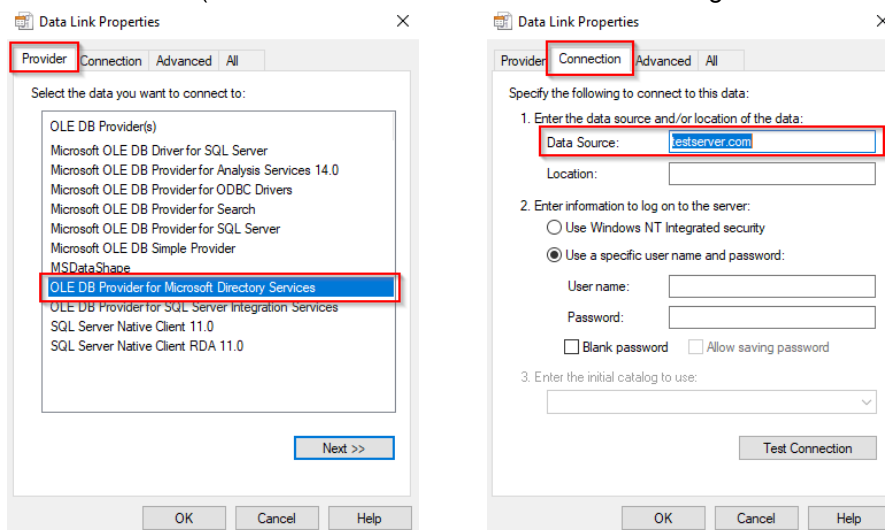 Data Link Properties
Provider Connection Advanced All
Select the data you want to connect to:
OLE DB Provider(s)
Microsoft OLE DB Driver for SQL Server
Microsoft OLE DB Provider for Analysis Services 14.0
Microsoft OLE DB Provider for ODBC Drivers
Microsoft OLE DB Provider for Search
Microsoft OLE DB Provider for SQL Server
Microsoft OLE DB Simple Provider
MSDataShape
OLE DB Provider for Microsoft Directory Services
OLE DB Provider for SQL Server Integration Services
SQL Server Native Client 11.0
SQL Server Native Client RDA 11.0
Next >>
OK Cancel Help
Data Link Properties
Provider Connection Advanced All
Specify the following to connect to this data:
1. Enter the data source and/or location of the data:
Data Source: testserver.com
Location:
2. Enter information to log on to the server:
Use Windows NT Integrated security
Use a specific user name and password:
User name:
Password:
Blank password Allow saving password
3. Enter the initial catalog to use:
Test Connection
OK Cancel Help